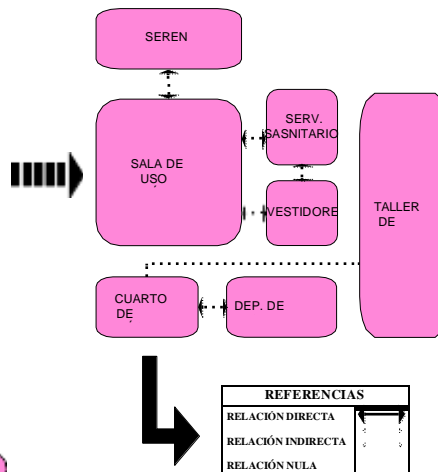 SEREN
SERV.
SASNITARIO
SALA DE
USO
VESTIDORE
TALLER
DE
CUARTO
DE
DEP. DE
REFERENCIAS
RELACIÓN DIRECTA
RELACIÓN INDIRECTA
RELACIÓN NULA